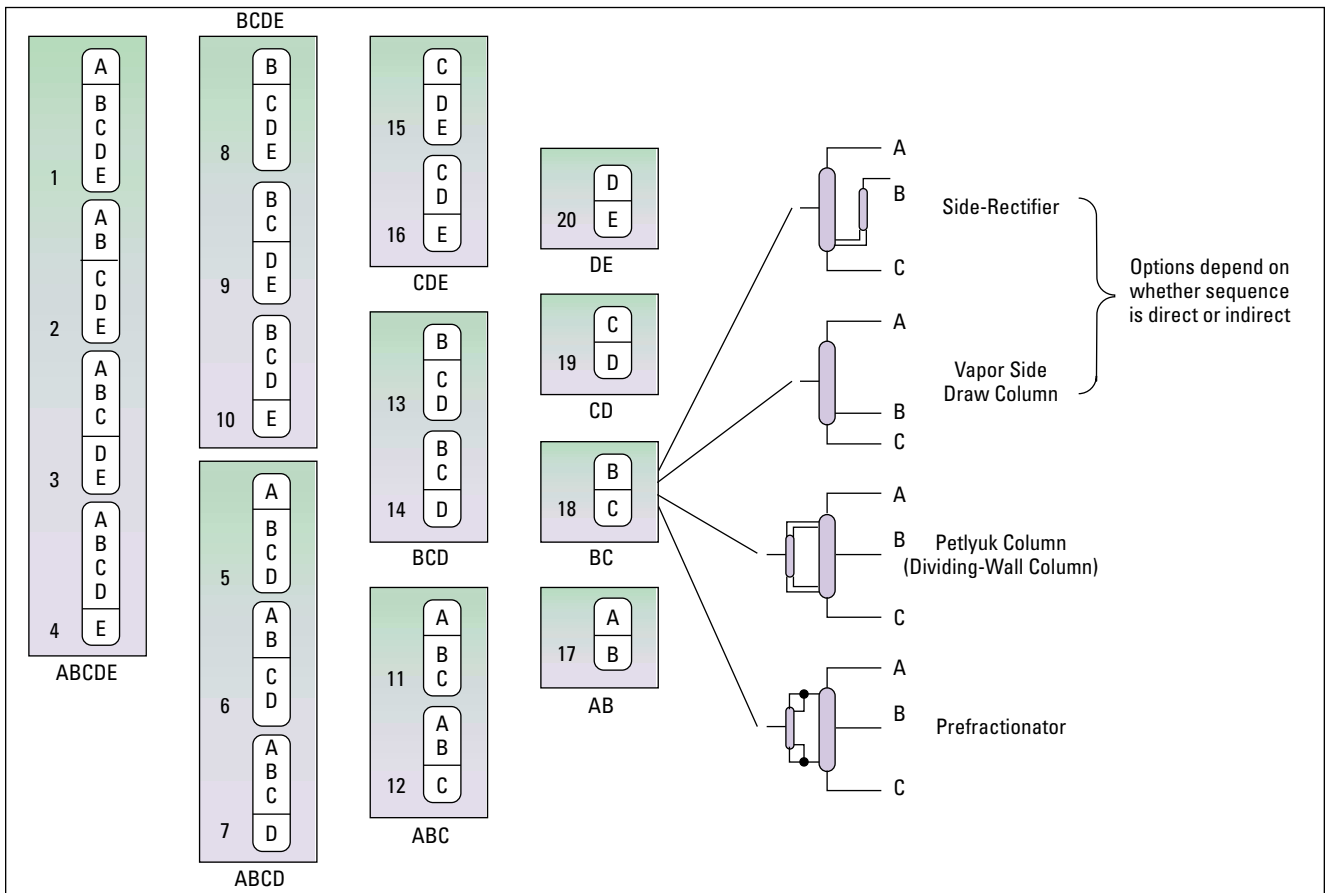 BCDE
A
B
C
D
E
1
A
B
C
D
E
2
A
B
C
D
E
3
A
B
C
D
E
4
ABCDE
B
C
D
E
8
B
C
D
E
9
B
C
D
E
10
A
B
C
D
5
A
B
C
D
6
A
B
C
D
7
ABCD
C
D
E
15
C
D
E
16
CDE
B
C
D
13
B
C
D
14
BCD
A
B
C
11
A
B
C
12
ABC
D
E
20
DE
C
D
19
CD
B
C
18
BC
A
B
17
AB
A
B
C
Side-Rectifier
A
B
C
Vapor Side
Draw Column
Options depend on
whether sequence
is direct or indirect
A
B
C
Petlyuk Column
(Dividing-Wall Column)
A
B
C
Prefractionator